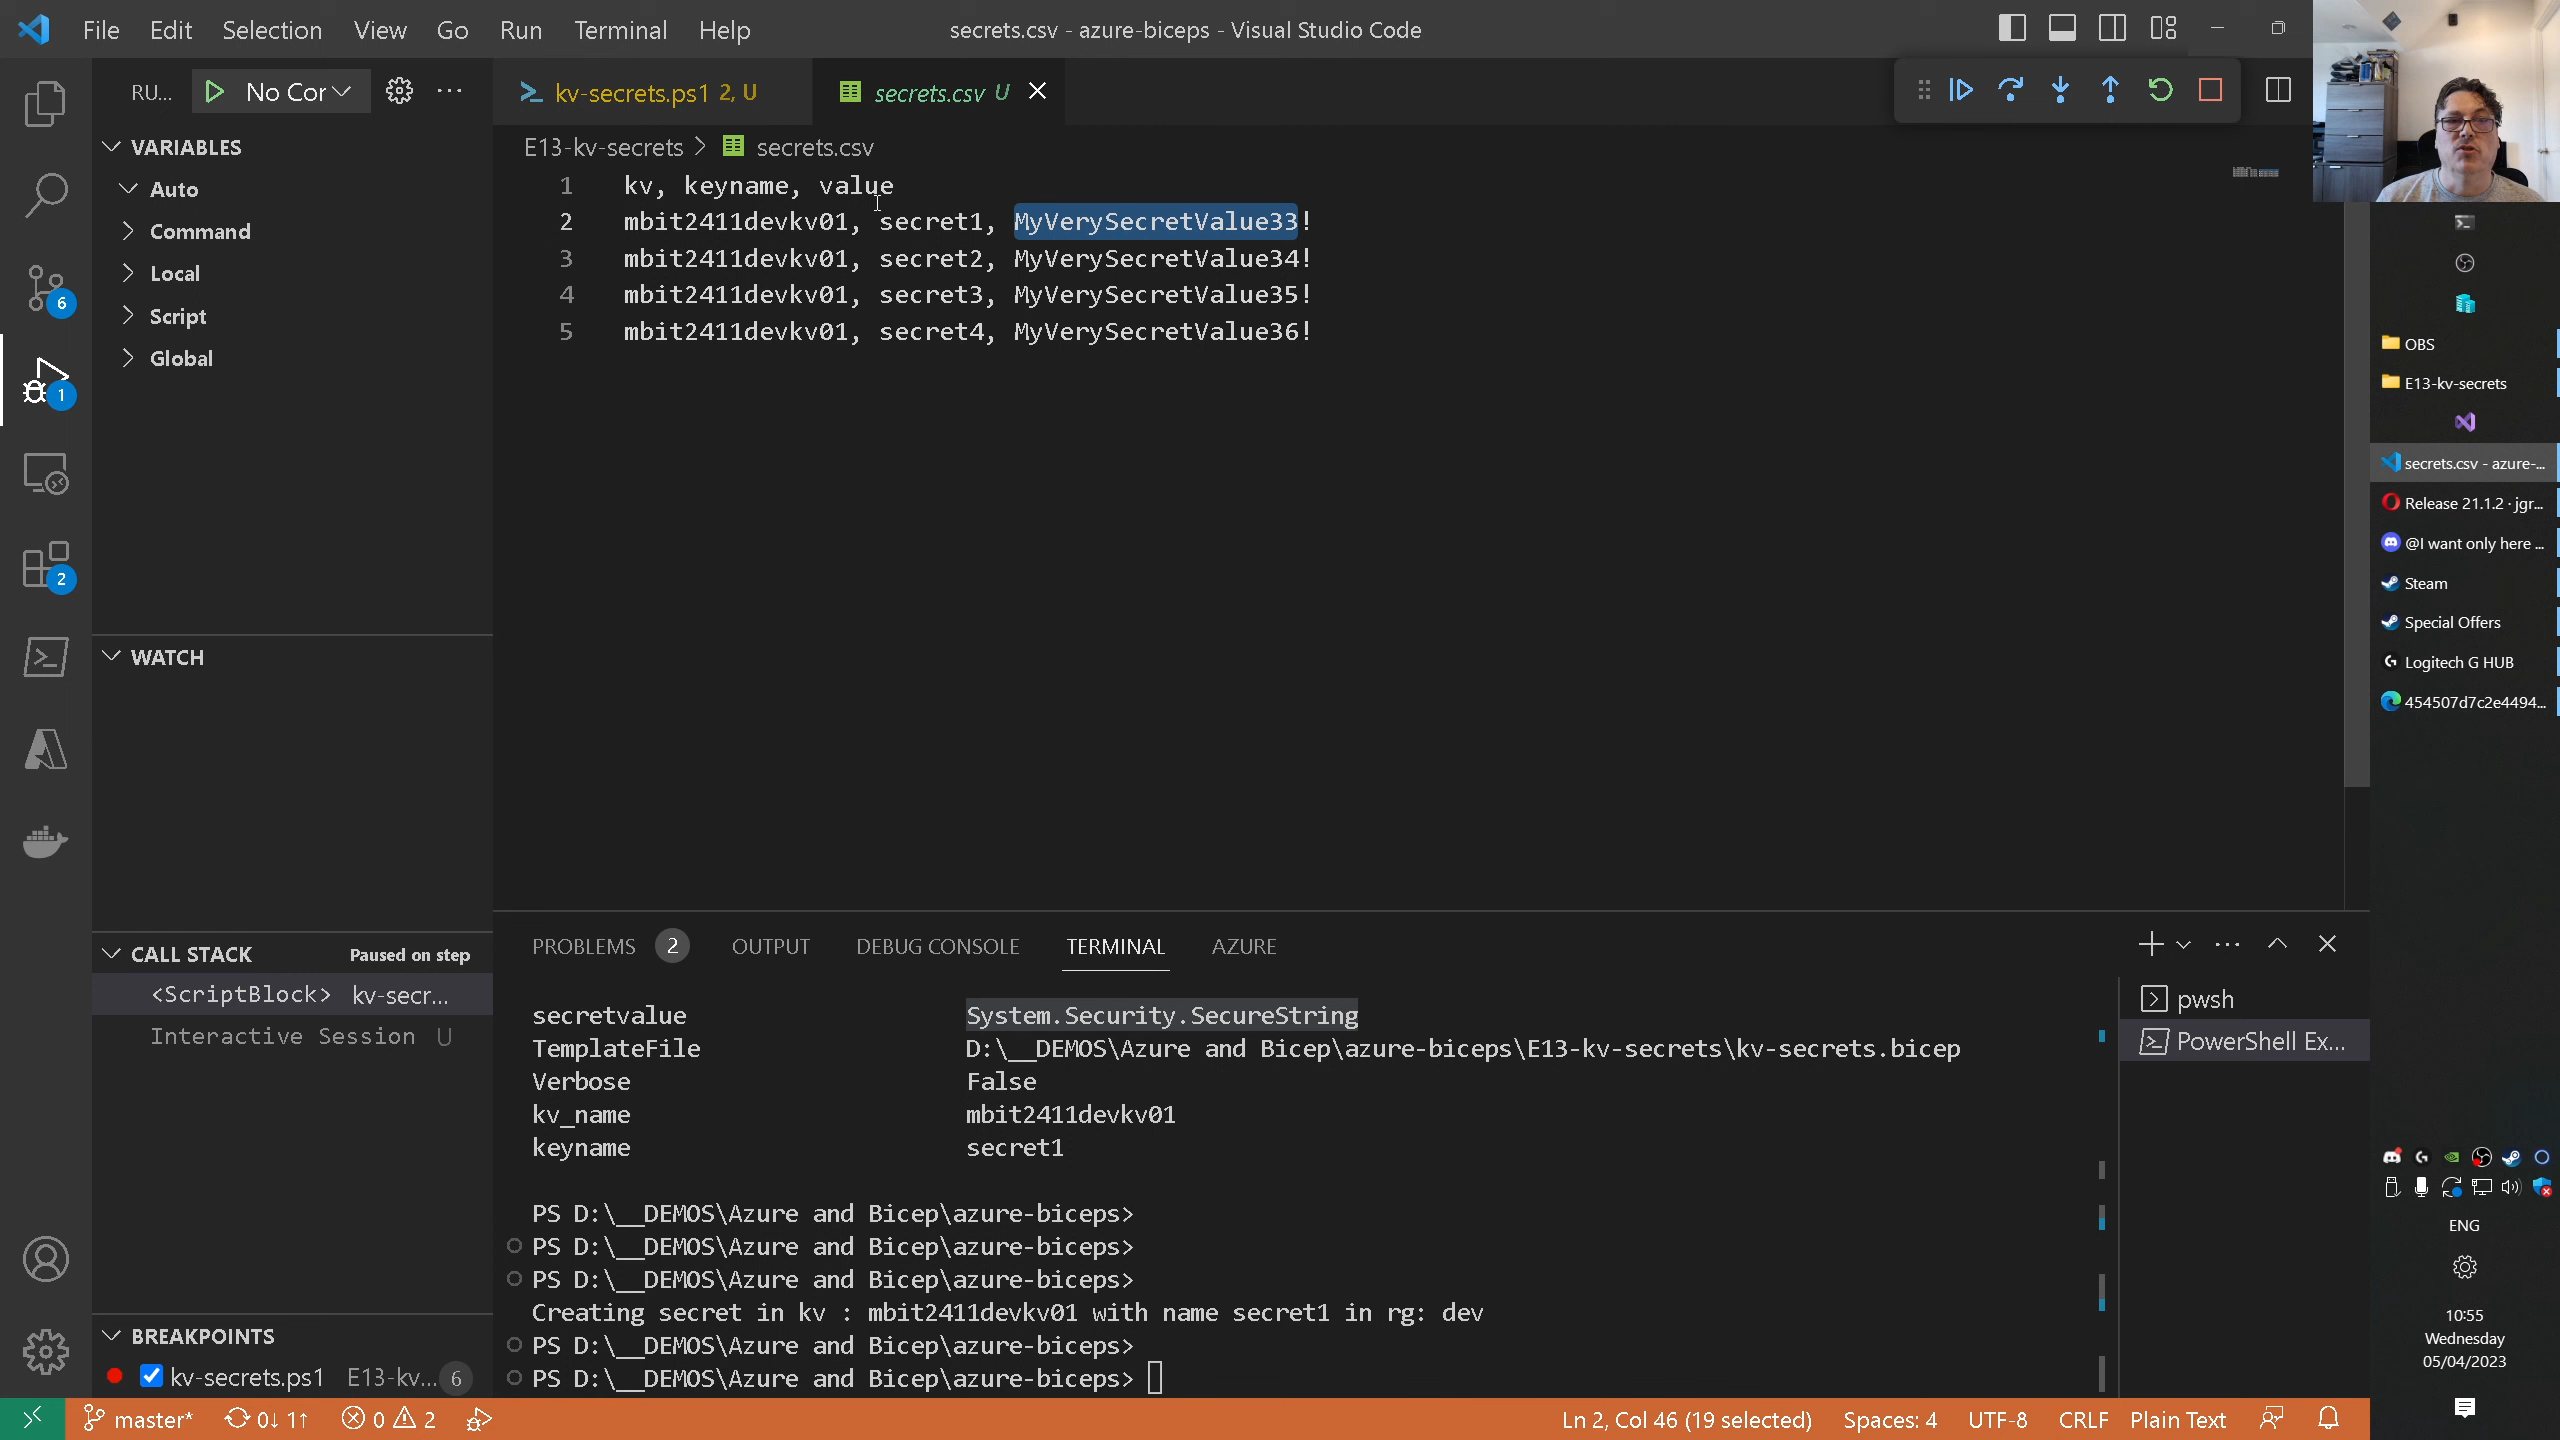 File Edit Selection View Go Run Terminal Help
secrets.csv - azure-biceps - Visual Studio Code
RU... No Cor
kv-secrets.ps1 2, U
secrets.csv U
VARIABLES
Auto
Command
Local
Script
Global
E13-kv-secrets > secrets.csv
1 kv, keyname, value
2 mbit2411devkv01, secret1, MyVerySecretValue33!
3 mbit2411devkv01, secret2, MyVerySecretValue34!
4 mbit2411devkv01, secret3, MyVerySecretValue35!
5 mbit2411devkv01, secret4, MyVerySecretValue36!
6
1
2
WATCH
CALL STACK Paused on step
<ScriptBlock> kv-secr...
Interactive Session U
BREAKPOINTS
kv-secrets.ps1 E13-kv... 6
PROBLEMS 2 OUTPUT DEBUG CONSOLE TERMINAL AZURE
secretvalue System.Security.SecureString
TemplateFile D:\__DEMOS\Azure and Bicep\azure-biceps\E13-kv-secrets\kv-secrets.bicep
Verbose False
kv_name mbit2411devkv01
keyname secret1
PS D:\__DEMOS\Azure and Bicep\azure-biceps>
PS D:\__DEMOS\Azure and Bicep\azure-biceps>
PS D:\__DEMOS\Azure and Bicep\azure-biceps>
Creating secret in kv : mbit2411devkv01 with name secret1 in rg: dev
PS D:\__DEMOS\Azure and Bicep\azure-biceps>
PS D:\__DEMOS\Azure and Bicep\azure-biceps>
pwsh
PowerShell Ex...
master* 0↓ 1↑ 0 2
Ln 2, Col 46 (19 selected) Spaces: 4 UTF-8 CRLF Plain Text
OBS
E13-kv-secrets
secrets.csv - azure-...
Release 21.1.2 · jgr...
@I want only here ...
Steam
Special Offers
Logitech G HUB
454507d7c2e4494...
ENG
10:55
Wednesday
05/04/2023